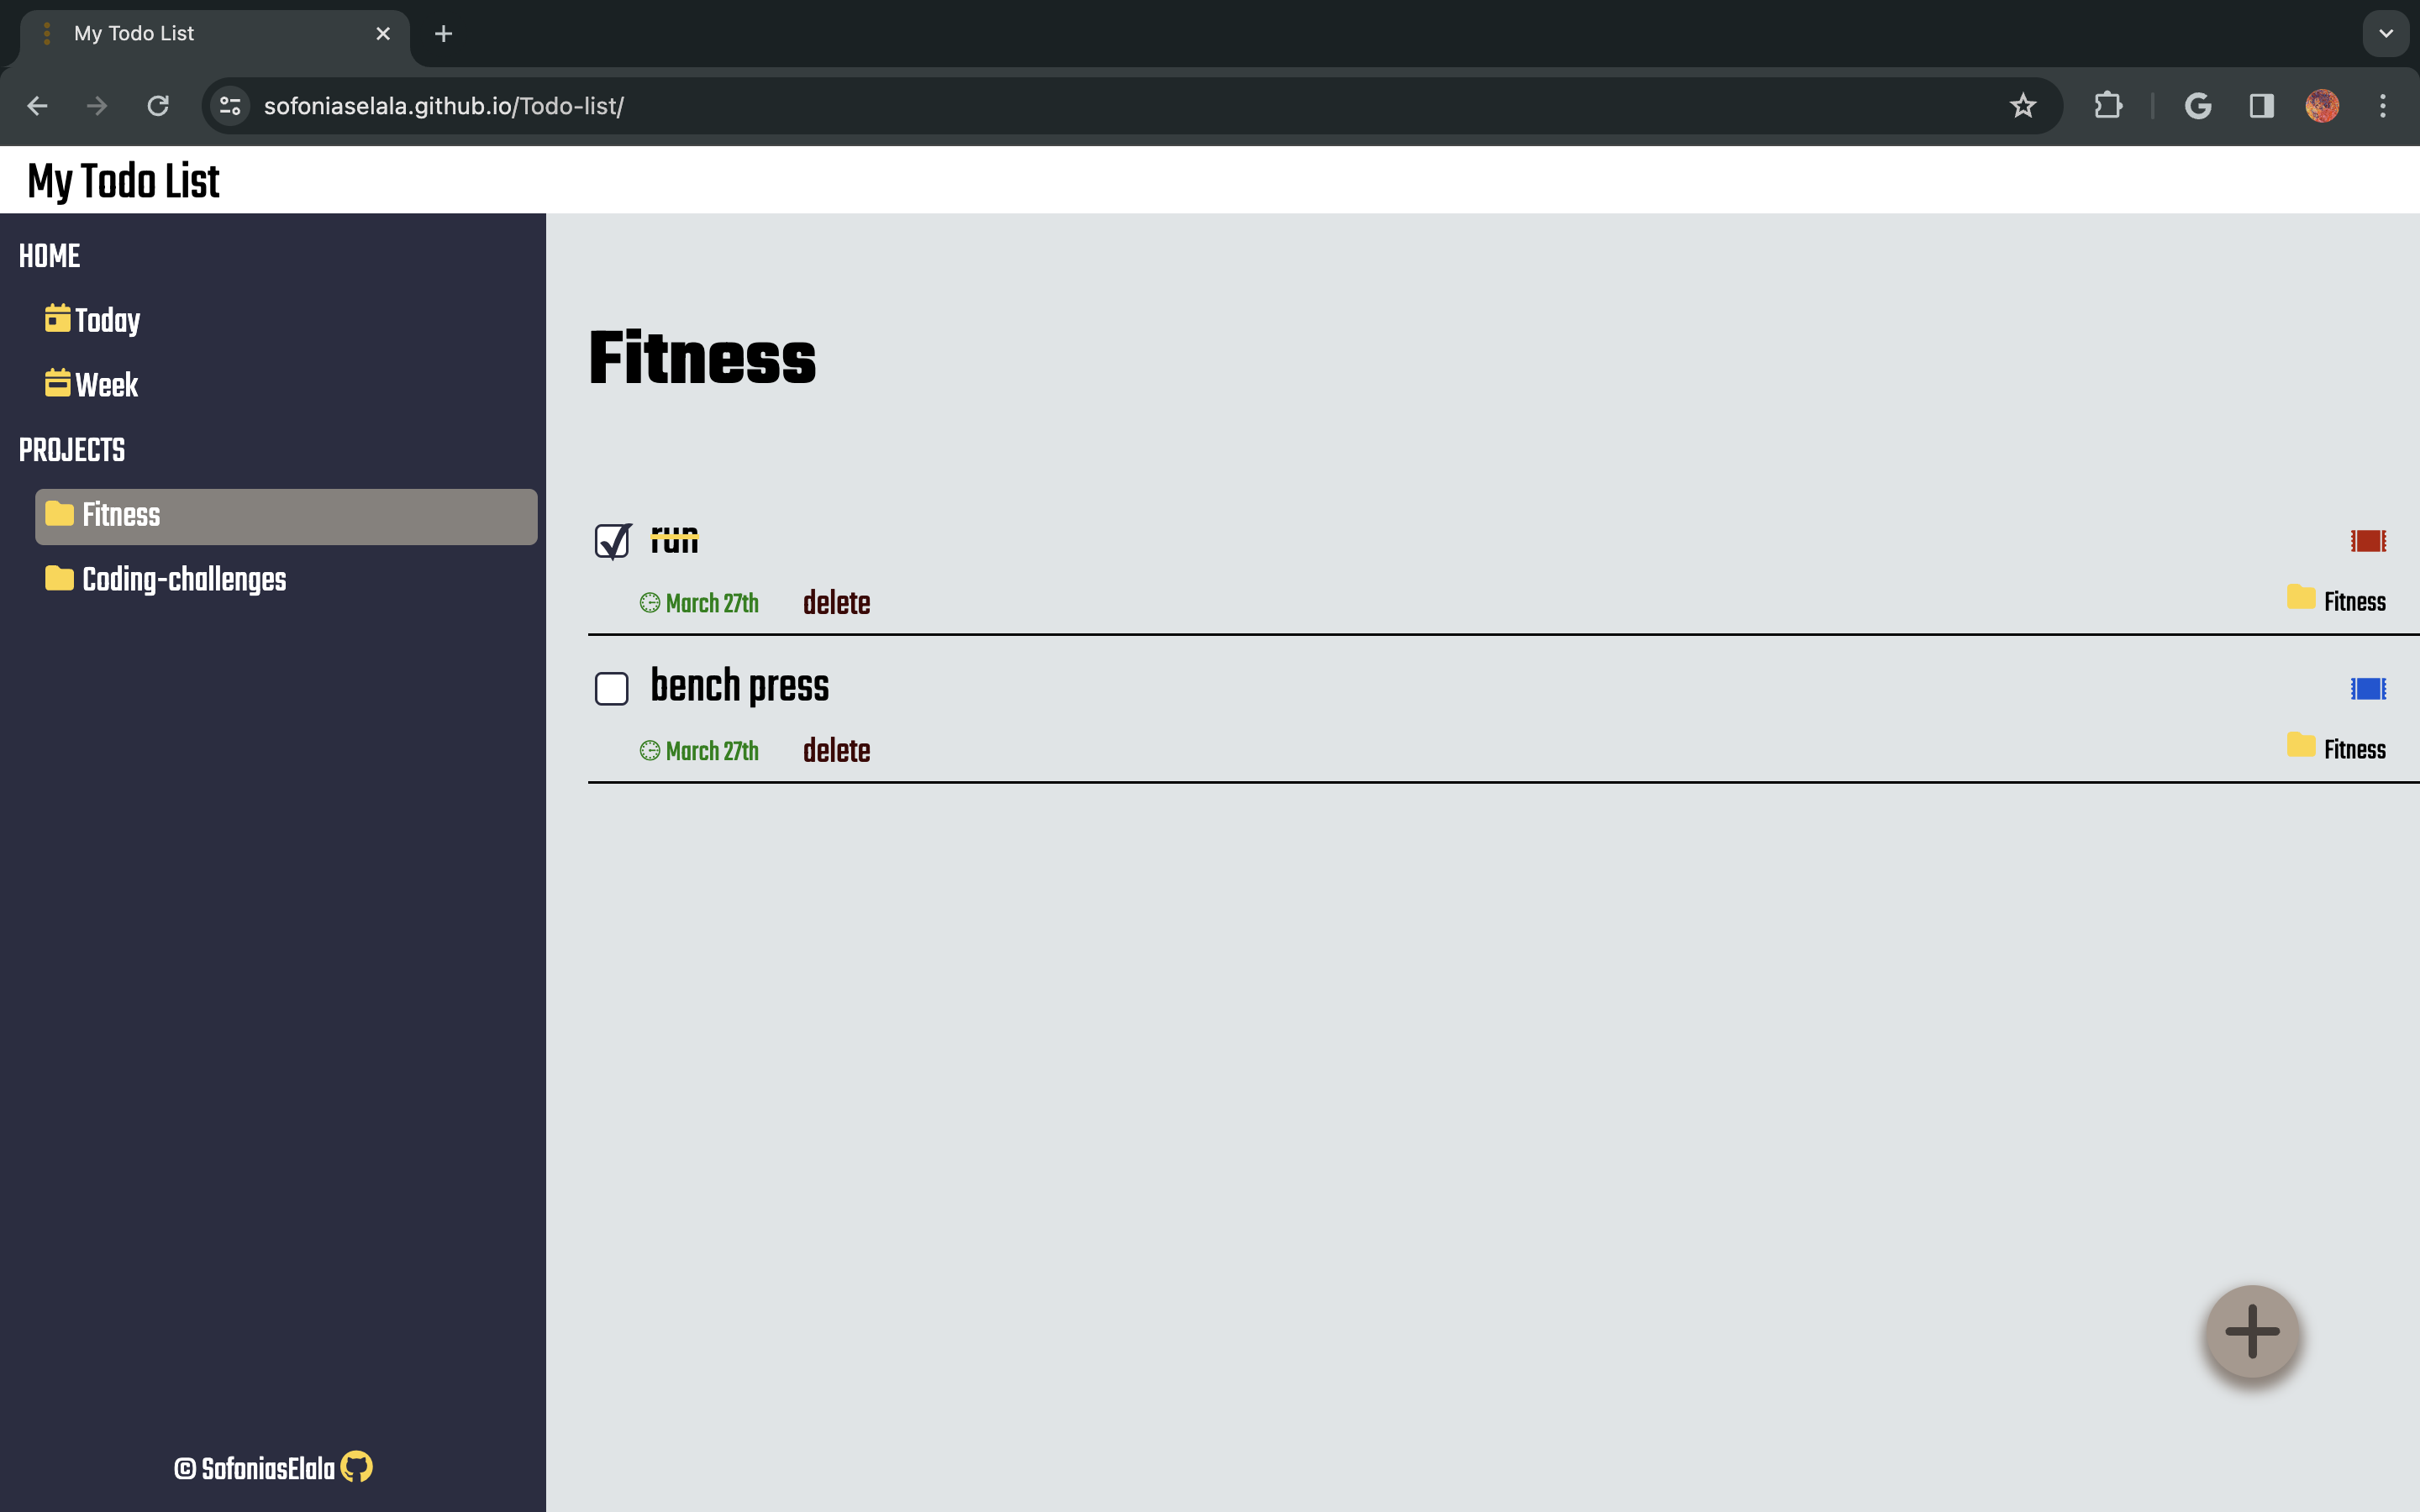 My Todo List
sofoniaselala.github.io/Todo-list/
My Todo List
HOME
Today
Week
PROJECTS
Fitness
Coding-challenges
© SofoniasElala
Fitness
run
March 27th delete Fitness
bench press
March 27th delete Fitness